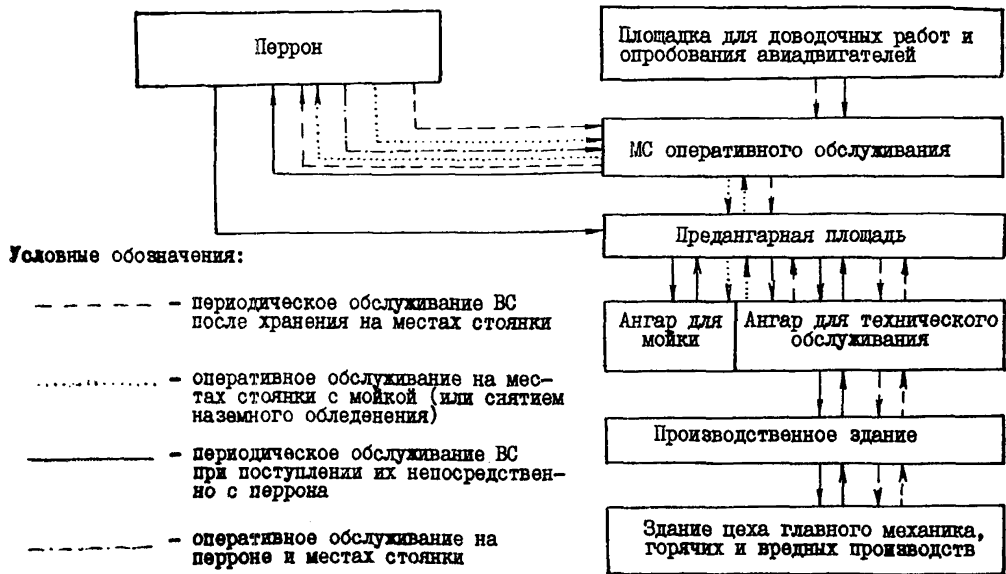 Перрон
Площадка для доводочных работ и
опробования авиадвигателей
МС оперативного обслуживания
Предангарная площадь
Ангар для
мойки
Ангар для технического
обслуживания
Производственное здание
Здание цеха главного механика,
горячих и вредных производств
Условные обозначения:
- периодическое обслуживание ВС
после хранения на местах стоянки
- оперативное обслуживание на мес-
тах стоянки с мойкой (или снятием
наземного обледенения)
- периодическое обслуживание ВС
при поступлении их непосредствен-
но с перрона
- оперативное обслуживание на
перроне и местах стоянки